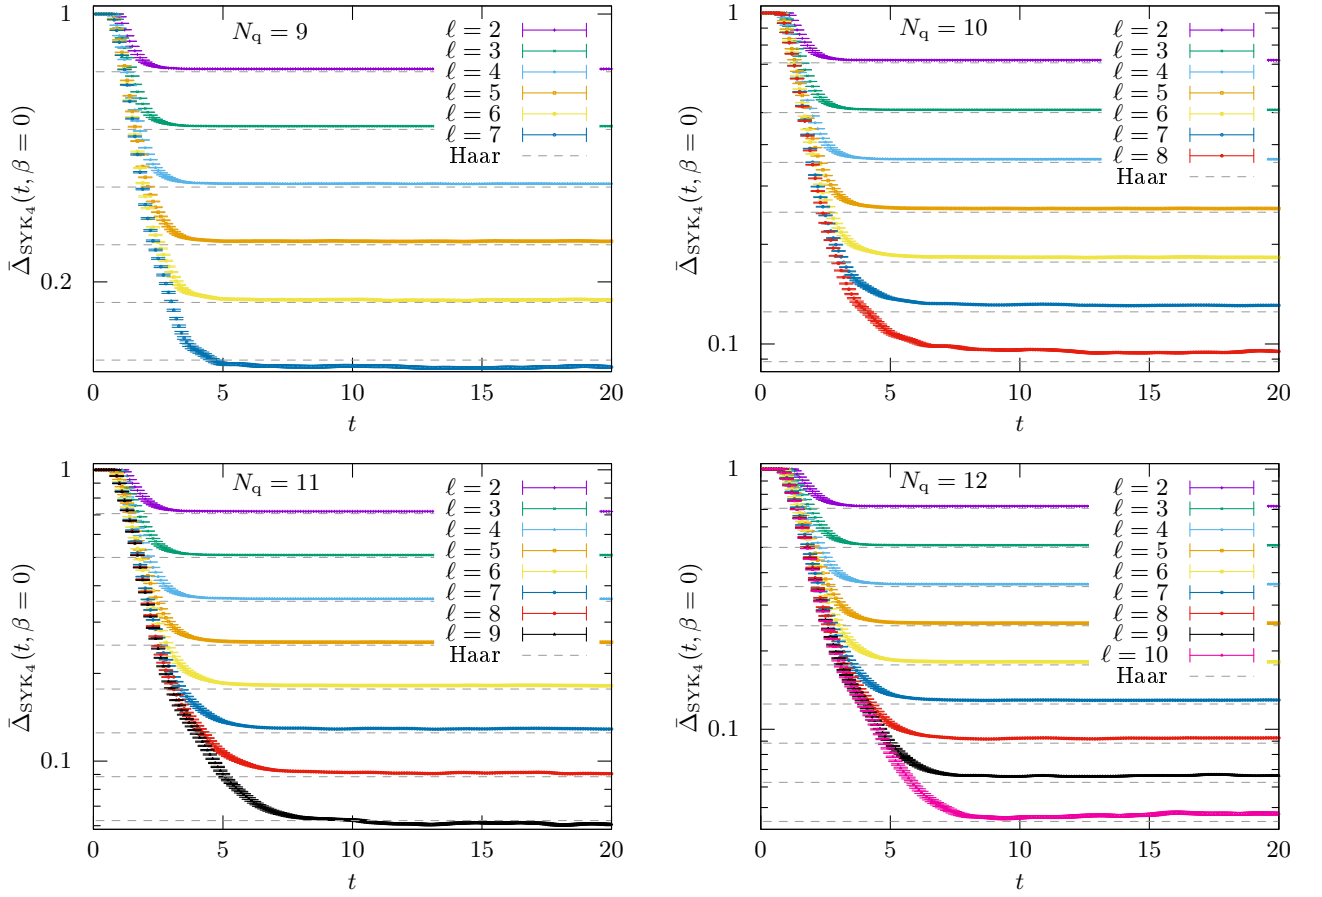 1
0.2
Δ̄_SYK₄(t, β = 0)
N_q = 9
ℓ = 2
ℓ = 3
ℓ = 4
ℓ = 5
ℓ = 6
ℓ = 7
Haar
0 5 10 15 20
t
1
0.1
Δ̄_SYK₄(t, β = 0)
N_q = 10
ℓ = 2
ℓ = 3
ℓ = 4
ℓ = 5
ℓ = 6
ℓ = 7
ℓ = 8
Haar
0 5 10 15 20
t
1
0.1
Δ̄_SYK₄(t, β = 0)
N_q = 11
ℓ = 2
ℓ = 3
ℓ = 4
ℓ = 5
ℓ = 6
ℓ = 7
ℓ = 8
ℓ = 9
Haar
0 5 10 15 20
t
1
0.1
Δ̄_SYK₄(t, β = 0)
N_q = 12
ℓ = 2
ℓ = 3
ℓ = 4
ℓ = 5
ℓ = 6
ℓ = 7
ℓ = 8
ℓ = 9
ℓ = 10
Haar
0 5 10 15 20
t